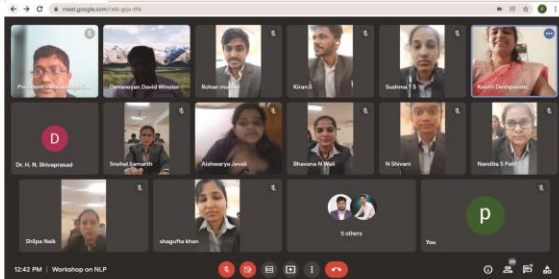 meet.google.com/
Devanoyan David Winster
Rohan
Kiran S
Sushma T S
Kavita Deshpande
D
Dr. H. N. Shivaprasad
Snehal Samarth
Aishwarya Javali
Bhavana N Wali
N Shivani
Nandita S Patil
Shilpa Naik
shagufta khan
5 others
p
You
12:42 PM | Workshop on NLP